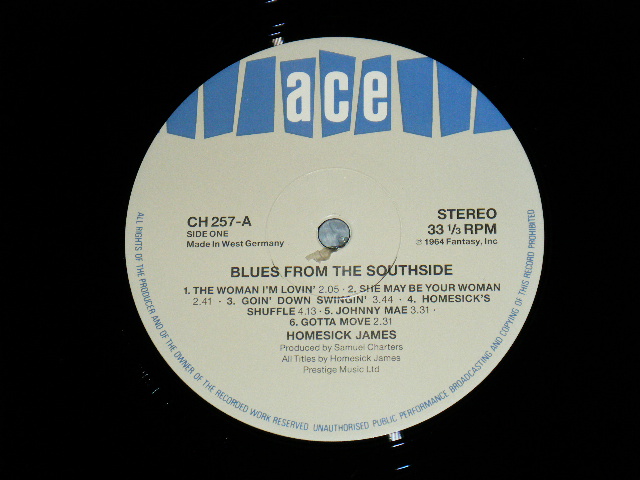 ace
CH 257-A
SIDE ONE
Made In West Germany
STEREO
33 1/3 RPM
℗ 1964 Fantasy, Inc
BLUES FROM THE SOUTHSIDE
1. THE WOMAN I'M LOVIN' 2.05 · 2. SHE MAY BE YOUR WOMAN
2.41 · 3. GOIN' DOWN SWINGIN' 3.44 · 4. HOMESICK'S
SHUFFLE 4.13 · 5. JOHNNY MAE 3.31 ·
6. GOTTA MOVE 2.31
HOMESICK JAMES
Produced by Samuel Charters
All Titles by Homesick James
Prestige Music Ltd
ALL RIGHTS OF THE PRODUCER AND OF THE OWNER OF THE RECORDED WORK RESERVED UNAUTHORISED PUBLIC PERFORMANCE BROADCASTING AND COPYING OF THIS RECORD PROHIBITED